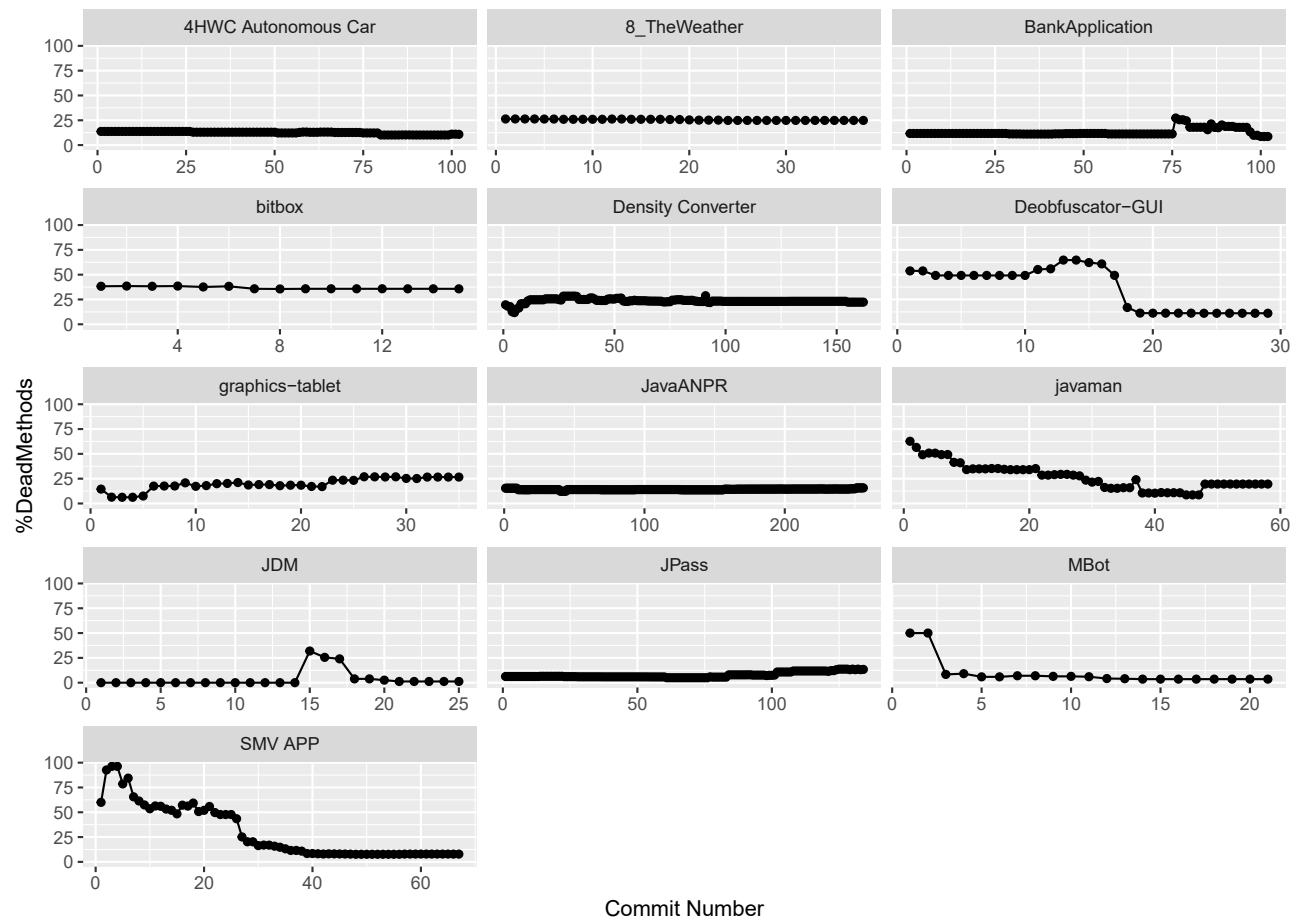 4HWC Autonomous Car 8_TheWeather BankApplication
100
75
50
25
0
0 25 50 75 100 0 10 20 30 0 25 50 75 100
bitbox Density Converter Deobfuscator−GUI
100
75
50
25
0
4 8 12 0 50 100 150 0 10 20 30
graphics−tablet JavaANPR javaman
100
75
50
25
0
0 10 20 30 0 100 200 0 20 40 60
JDM JPass MBot
100
75
50
25
0
0 5 10 15 20 25 0 50 100 0 5 10 15 20
SMV APP
100
75
50
25
0
0 20 40 60
%DeadMethods
Commit Number